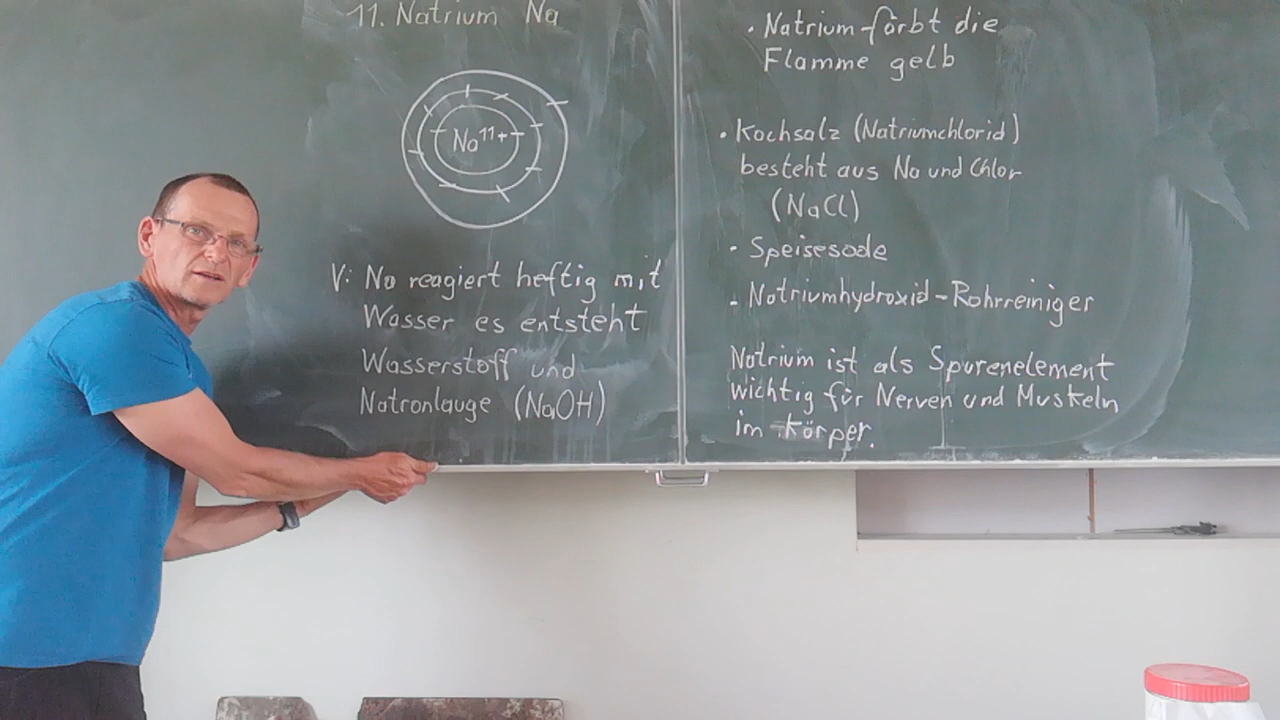 11. Natrium Na
Na 11+
V: Na reagiert heftig mit
Wasser es entsteht
Wasserstoff und
Natronlauge (NaOH)
• Natrium färbt die
Flamme gelb
• Kochsalz (Natriumchlorid)
besteht aus Na und Chlor
(NaCl)
• Speisesoda
- Natriumhydroxid - Rohrreiniger
Natrium ist als Spurenelement
wichtig für Nerven und Muskeln
im Körper.